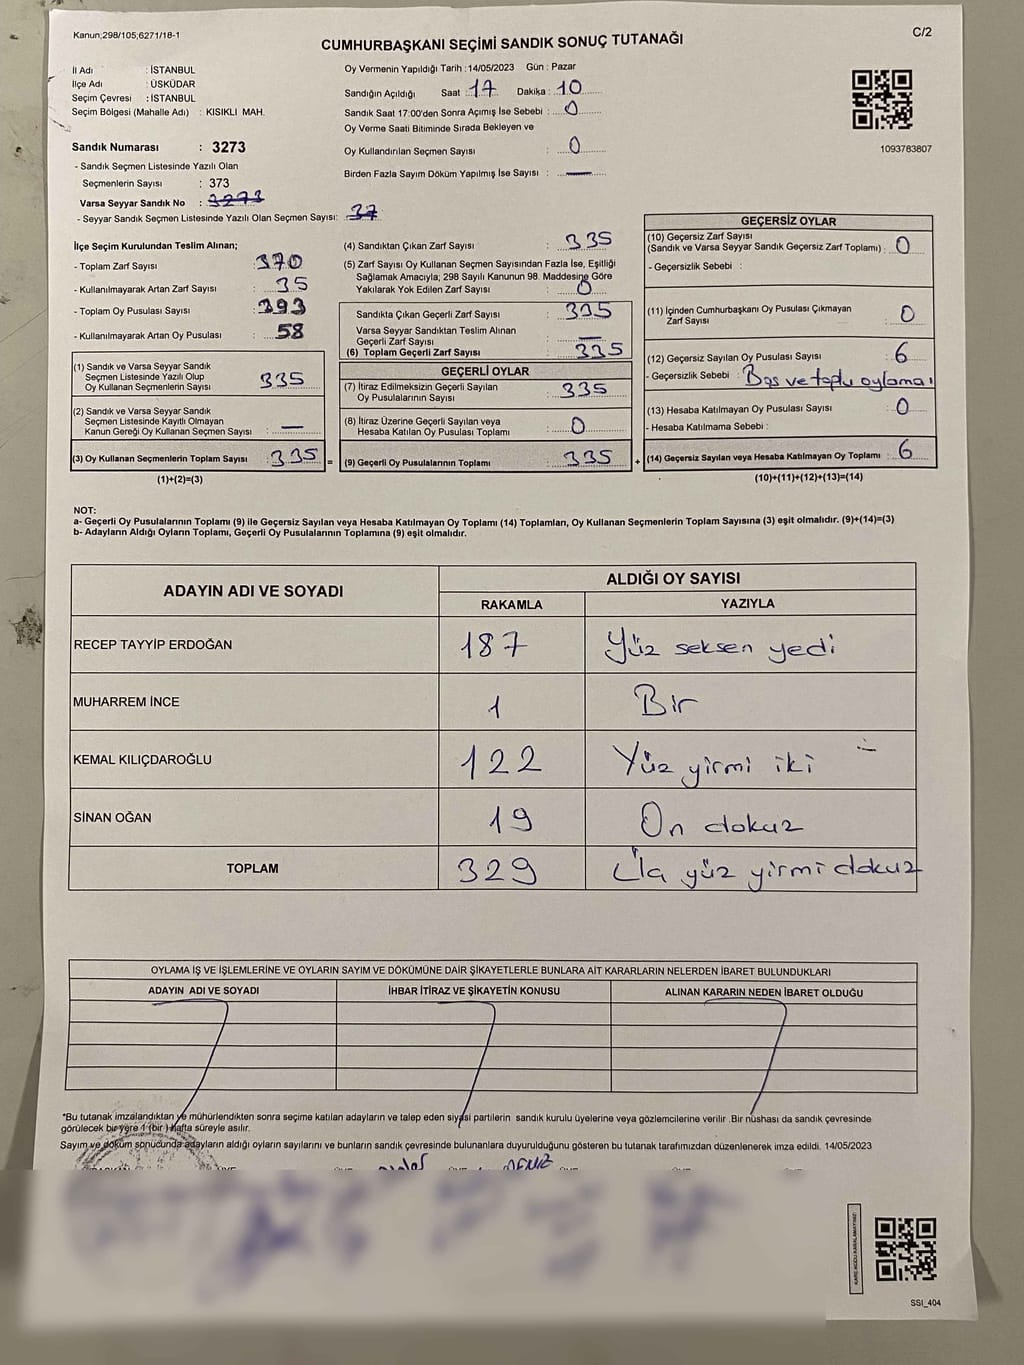 Kanun;298/105;6271/18-1
C/2
CUMHURBAŞKANI SEÇİMİ SANDIK SONUÇ TUTANAĞI
İl Adı : İSTANBUL
İlçe Adı : ÜSKÜDAR
Seçim Çevresi : İSTANBUL
Seçim Bölgesi (Mahalle Adı) : KISIKLI MAH.
Sandık Numarası : 3273
- Sandık Seçmen Listesinde Yazılı Olan
Seçmenlerin Sayısı : 373
Varsa Seyyar Sandık No : 3273
- Seyyar Sandık Seçmen Listesinde Yazılı Olan Seçmen Sayısı:
Oy Vermenin Yapıldığı Tarih :14/05/2023 Gün : Pazar
Sandığın Açıldığı Saat : 17 Dakika : 10
Sandık Saat 17:00'den Sonra Açımış İse Sebebi : 0
Oy Verme Saati Bitiminde Sırada Bekleyen ve
Oy Kullandırılan Seçmen Sayısı : 0
Birden Fazla Sayım Döküm Yapılmış İse Sayısı : —
1093783807
İlçe Seçim Kurulundan Teslim Alınan;
- Toplam Zarf Sayısı : 370
- Kullanılmayarak Artan Zarf Sayısı : 35
- Toplam Oy Pusulası Sayısı : 393
- Kullanılmayarak Artan Oy Pusulası : 58
(1) Sandık ve Varsa Seyyar Sandık
Seçmen Listesinde Yazılı Olup
Oy Kullanan Seçmenlerin Sayısı : 335
(2) Sandık ve Varsa Seyyar Sandık
Seçmen Listesinde Kayıtlı Olmayan
Kanun Gereği Oy Kullanan Seçmen Sayısı : —
(3) Oy Kullanan Seçmenlerin Toplam Sayısı : 335 =
(1)+(2)=(3)
(4) Sandıktan Çıkan Zarf Sayısı : 335
(5) Zarf Sayısı Oy Kullanan Seçmen Sayısından Fazla İse, Eşitliği
Sağlamak Amacıyla; 298 Sayılı Kanunun 98. Maddesine Göre
Yakılarak Yok Edilen Zarf Sayısı : 0
Sandıkta Çıkan Geçerli Zarf Sayısı : 335
Varsa Seyyar Sandıktan Teslim Alınan
Geçerli Zarf Sayısı : —
(6) Toplam Geçerli Zarf Sayısı : 335
GEÇERLİ OYLAR
(7) İtiraz Edilmeksizin Geçerli Sayılan
Oy Pusulalarının Sayısı : 335
(8) İtiraz Üzerine Geçerli Sayılan veya
Hesaba Katılan Oy Pusulası Toplamı : 0
(9) Geçerli Oy Pusulalarının Toplamı : 335 +
GEÇERSİZ OYLAR
(10) Geçersiz Zarf Sayısı
(Sandık ve Varsa Seyyar Sandık Geçersiz Zarf Toplamı) : 0
- Geçersizlik Sebebi :
(11) İçinden Cumhurbaşkanı Oy Pusulası Çıkmayan
Zarf Sayısı : 0
(12) Geçersiz Sayılan Oy Pusulası Sayısı : 6
- Geçersizlik Sebebi : Boş ve toplu oylama
(13) Hesaba Katılmayan Oy Pusulası Sayısı : 0
- Hesaba Katılmama Sebebi :
(14) Geçersiz Sayılan veya Hesaba Katılmayan Oy Toplamı : 6
(10)+(11)+(12)+(13)=(14)
NOT:
a- Geçerli Oy Pusulalarının Toplamı (9) ile Geçersiz Sayılan veya Hesaba Katılmayan Oy Toplamı (14) Toplamları, Oy Kullanan Seçmenlerin Toplam Sayısına (3) eşit olmalıdır. (9)+(14)=(3)
b- Adayların Aldığı Oyların Toplamı, Geçerli Oy Pusulalarının Toplamına (9) eşit olmalıdır.
ADAYIN ADI VE SOYADI
ALDIĞI OY SAYISI
RAKAMLA YAZIYLA
RECEP TAYYİP ERDOĞAN 187 Yüz seksen yedi
MUHARREM İNCE 1 Bir
KEMAL KILIÇDAROĞLU 122 Yüz yirmi iki
SİNAN OĞAN 19 On dokuz
TOPLAM 329 Üç yüz yirmi dokuz
OYLAMA İŞ VE İŞLEMLERİNE VE OYLARIN SAYIM VE DÖKÜMÜNE DAİR ŞİKAYETLERLE BUNLARA AİT KARARLARIN NELERDEN İBARET BULUNDUKLARI
ADAYIN ADI VE SOYADI İHBAR İTİRAZ VE ŞİKAYETİN KONUSU ALINAN KARARIN NEDEN İBARET OLDUĞU
*Bu tutanak imzalandıktan ve mühürlendikten sonra seçime katılan adayların ve talep eden siyasi partilerin sandık kurulu üyelerine veya gözlemcilerine verilir. Bir nüshası da sandık çevresinde
görülecek bir yere 1 (bir ) hafta süreyle asılır.
Sayım ve döküm sonucunda adayların aldığı oyların sayılarını ve bunların sandık çevresinde bulunanlara duyurulduğunu gösteren bu tutanak tarafımızdan düzenlenerek imza edildi. 14/05/2023
SSI_404